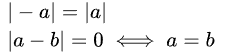 |−a| = |a|
|a − b| = 0 ⟺ a = b